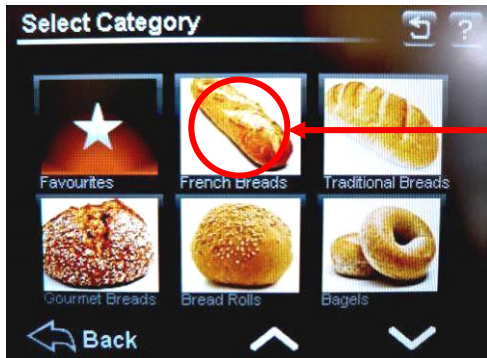 Select Category
?
Favourites
French Breads
Traditional Breads
Gourmet Breads
Bread Rolls
Bagels
Back